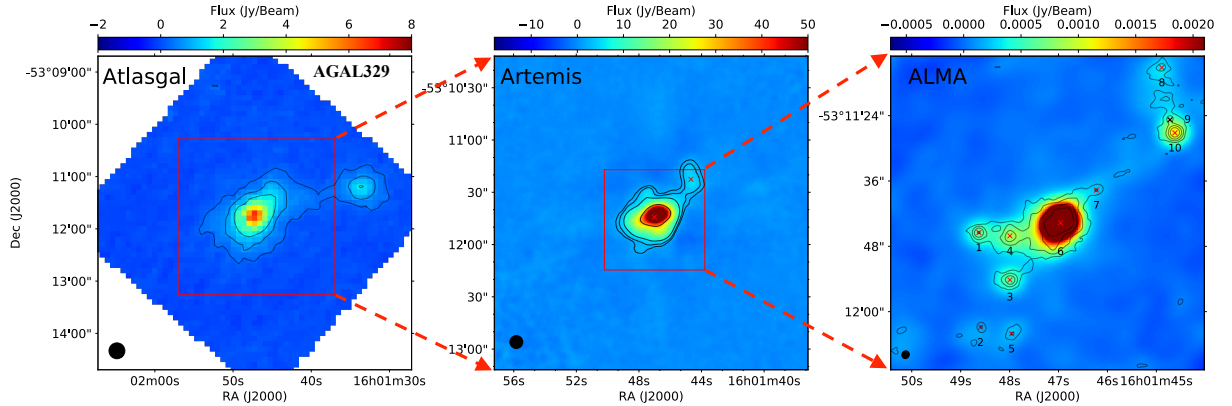 Flux (Jy/Beam)
−2 0 2 4 6 8
Atlasgal
AGAL329
-53°09'00"
10'00"
11'00"
12'00"
13'00"
14'00"
Dec (J2000)
02m00s 50s 40s 16h01m30s
RA (J2000)
Flux (Jy/Beam)
−10 0 10 20 30 40 50
Artemis
-53°10'30"
11'00"
30"
12'00"
30"
13'00"
56s 52s 48s 44s 16h01m40s
RA (J2000)
Flux (Jy/Beam)
−0.0005 0.0000 0.0005 0.0010 0.0015 0.0020
ALMA
-53°11'24"
36"
48"
12'00"
8
9
10
7
1
4
6
3
2
5
50s 49s 48s 47s 46s 16h01m45s
RA (J2000)